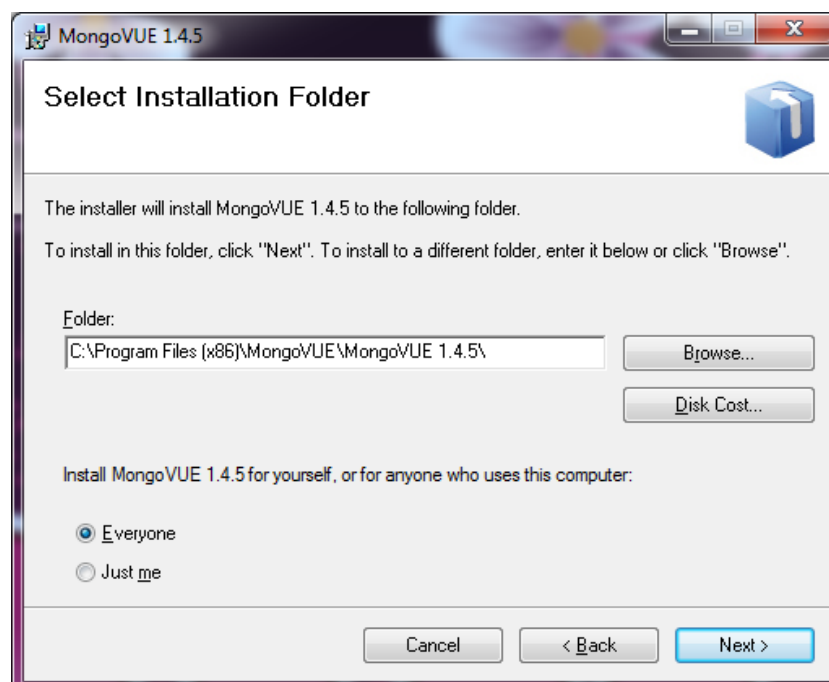 MongoVUE 1.4.5
Select Installation Folder
The installer will install MongoVUE 1.4.5 to the following folder.
To install in this folder, click "Next". To install to a different folder, enter it below or click "Browse".
Folder:
C:\Program Files (x86)\MongoVUE\MongoVUE 1.4.5\
Browse...
Disk Cost...
Install MongoVUE 1.4.5 for yourself, or for anyone who uses this computer:
Everyone
Just me
Cancel
< Back
Next >